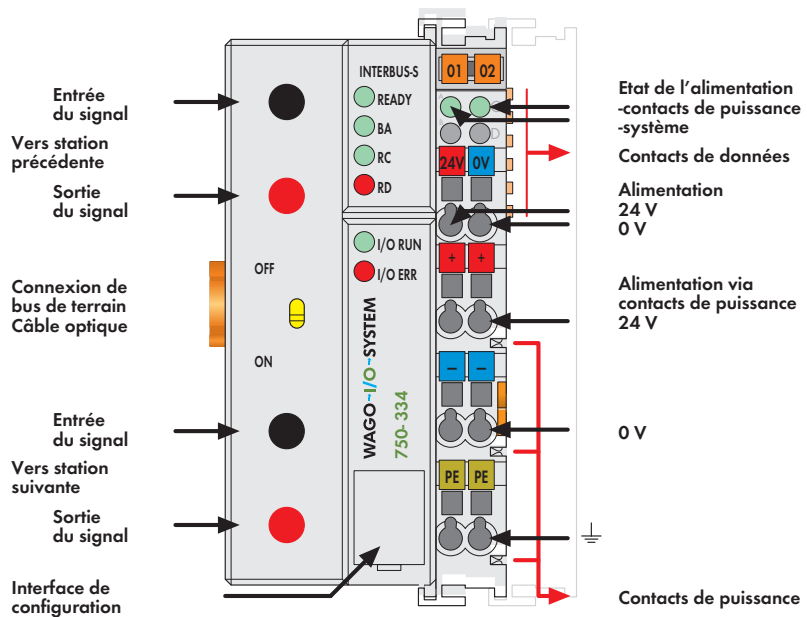 Entrée
du signal
Vers station
précédente
Sortie
du signal
Connexion de
bus de terrain
Câble optique
Entrée
du signal
Vers station
suivante
Sortie
du signal
Interface de
configuration
OFF
ON
INTERBUS-S
READY
BA
RC
RD
I/O RUN
I/O ERR
WAGO~I/O~SYSTEM
750-334
01 02
A C
B D
24V 0V
+ +
– –
PE PE
Etat de l'alimentation
-contacts de puissance
-système
Contacts de données
Alimentation
24 V
0 V
Alimentation via
contacts de puissance
24 V
0 V
Contacts de puissance